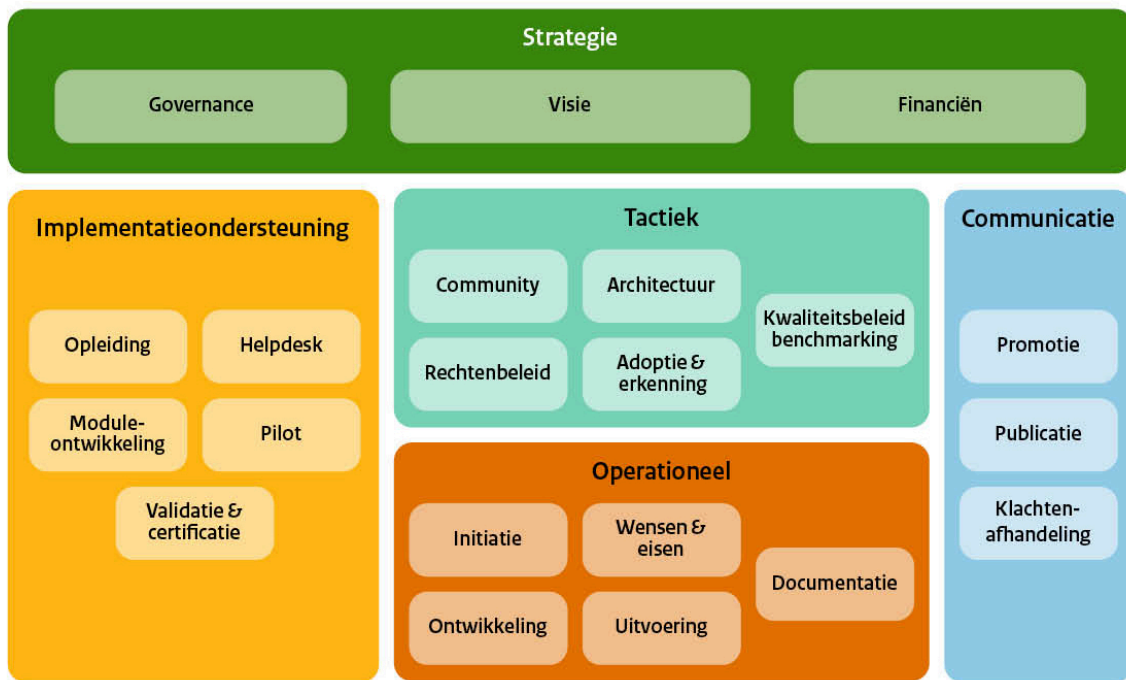 Strategie
Governance
Visie
Financiën
Implementatieondersteuning
Opleiding
Helpdesk
Module-
ontwikkeling
Pilot
Validatie &
certificatie
Tactiek
Community
Architectuur
Rechtenbeleid
Adoptie &
erkenning
Kwaliteitsbeleid
benchmarking
Operationeel
Initiatie
Wensen &
eisen
Ontwikkeling
Uitvoering
Documentatie
Communicatie
Promotie
Publicatie
Klachten-
afhandeling